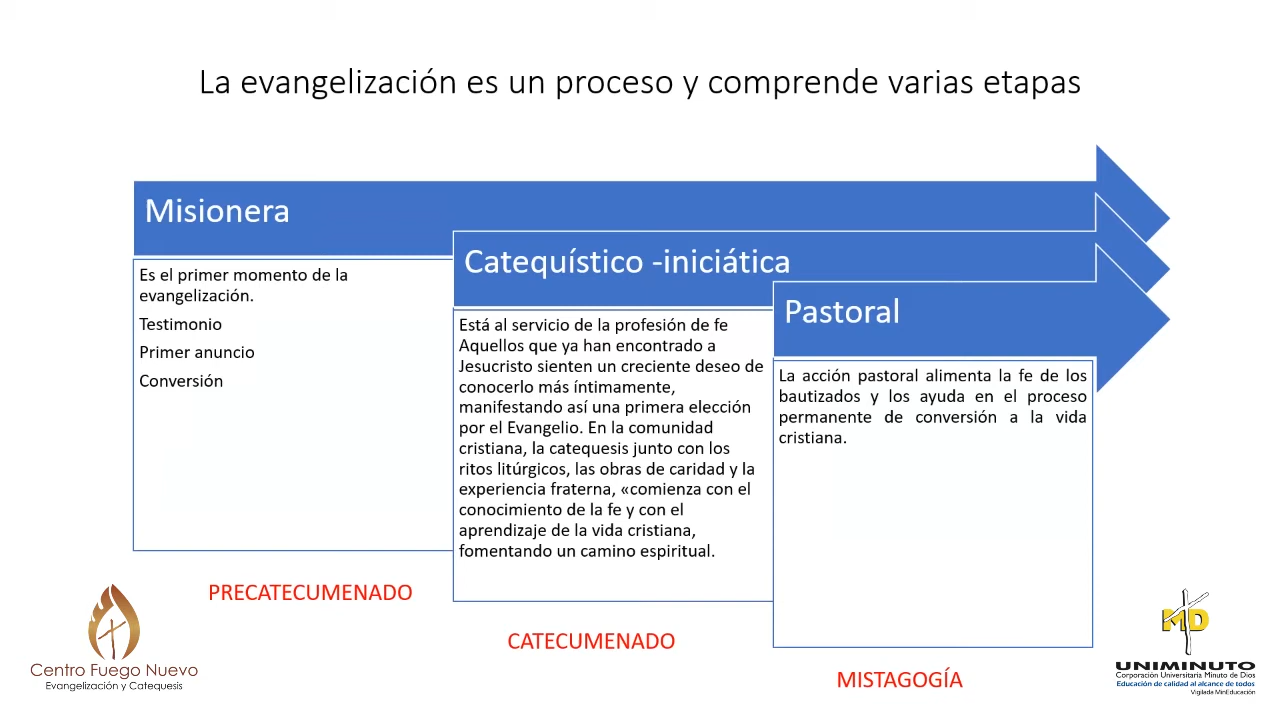 La evangelización es un proceso y comprende varias etapas
Misionera
Es el primer momento de la
evangelización.
Testimonio
Primer anuncio
Conversión
PRECATECUMENADO
Catequístico -iniciática
Está al servicio de la profesión de fe
Aquellos que ya han encontrado a
Jesucristo sienten un creciente deseo de
conocerlo más íntimamente,
manifestando así una primera elección
por el Evangelio. En la comunidad
cristiana, la catequesis junto con los
ritos litúrgicos, las obras de caridad y la
experiencia fraterna, «comienza con el
conocimiento de la fe y con el
aprendizaje de la vida cristiana,
fomentando un camino espiritual.
CATECUMENADO
Pastoral
La acción pastoral alimenta la fe de los
bautizados y los ayuda en el proceso
permanente de conversión a la vida
cristiana.
MISTAGOGÍA
Centro Fuego Nuevo
Evangelización y Catequesis
MD
UNIMINUTO
Corporación Universitaria Minuto de Dios
Educación de calidad al alcance de todos
Vigilada MinEducación